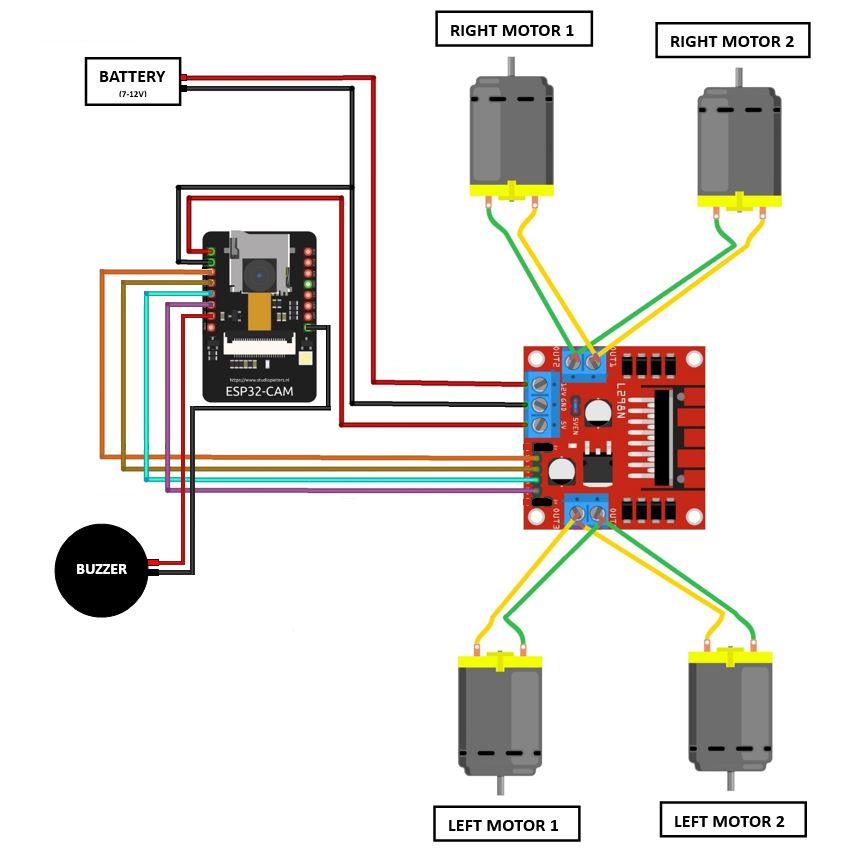 RIGHT MOTOR 1
RIGHT MOTOR 2
BATTERY
(7-12V)
https://www.studiopieters.nl
ESP32-CAM
OUT2
OUT1
12V
GND
5V
5VEN
L298N
OUT3
OUT
BUZZER
LEFT MOTOR 1
LEFT MOTOR 2